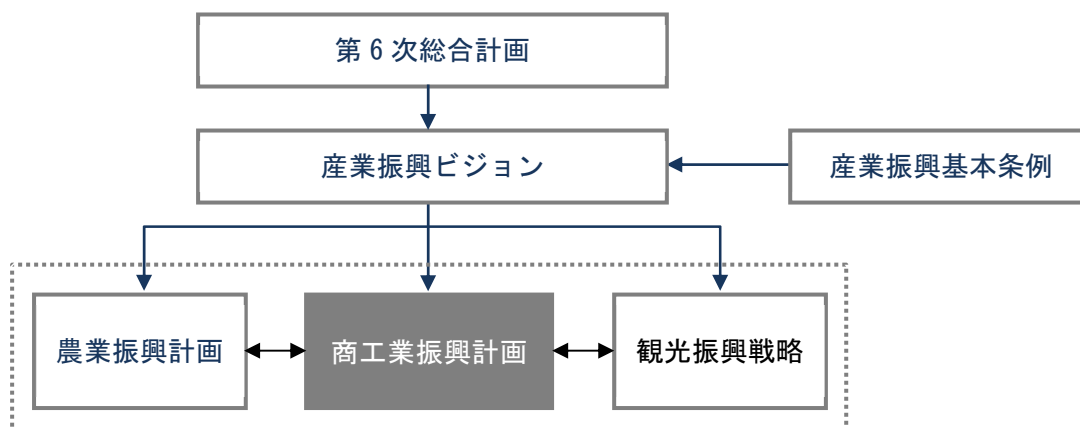 第 6 次総合計画
産業振興ビジョン
産業振興基本条例
農業振興計画
商工業振興計画
観光振興戦略